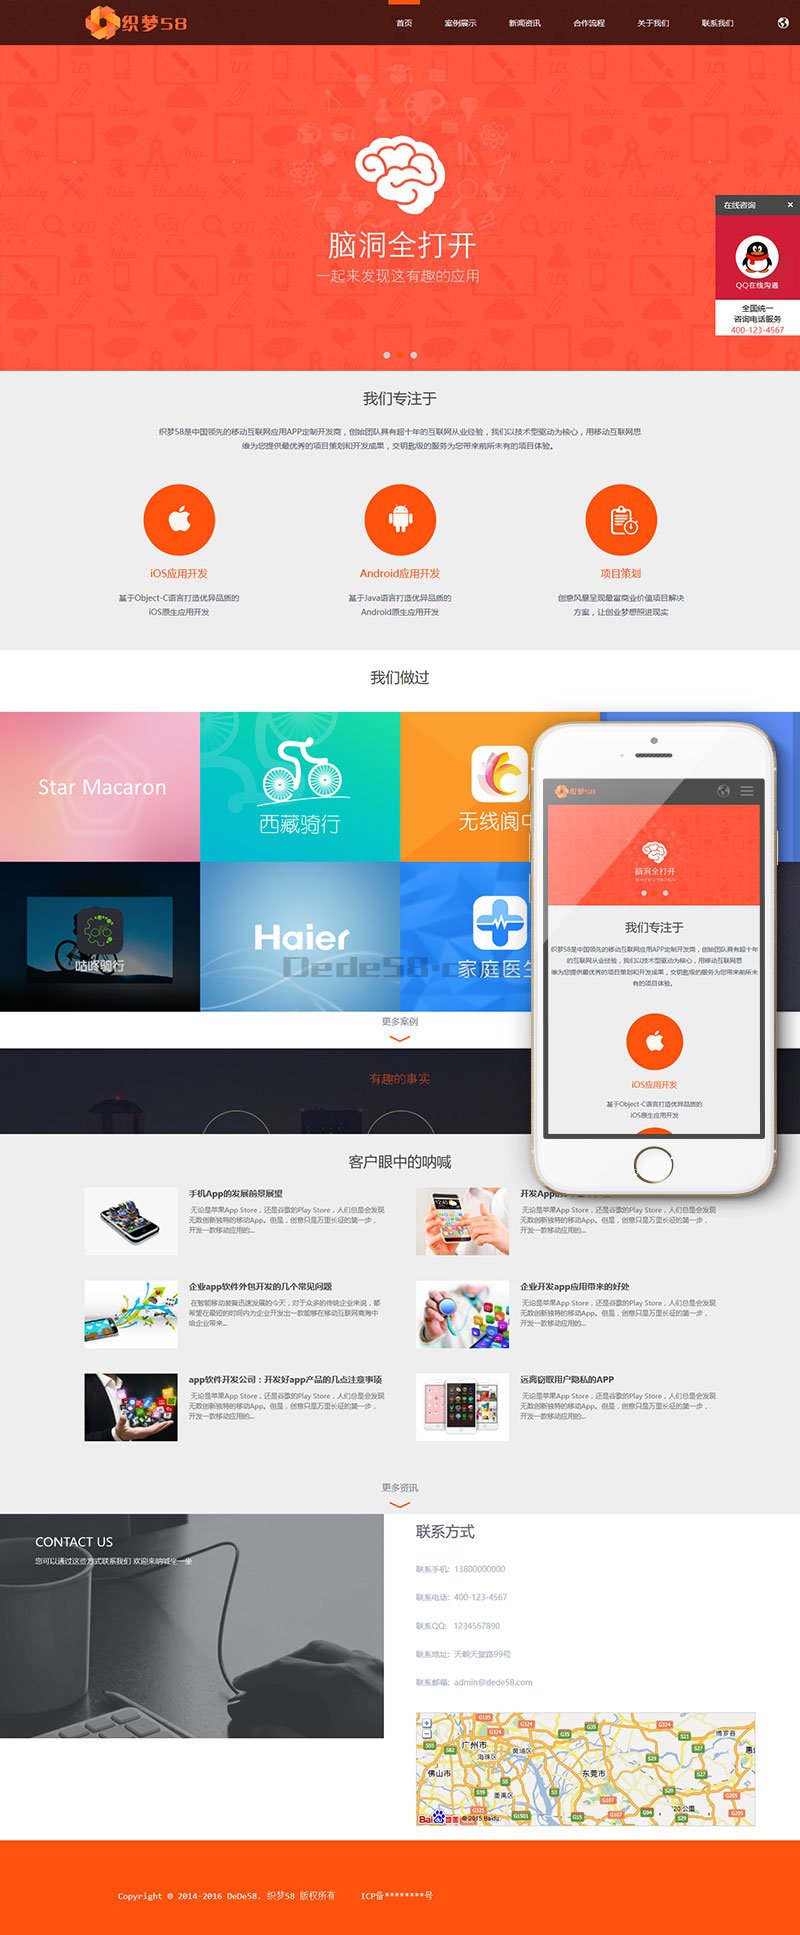 织梦58
首页 案例展示 新闻资讯 合作流程 关于我们 联系我们
脑洞全打开
一起来发现这有趣的应用
在线咨询 ×
QQ在线沟通
全国统一
咨询电话服务
400-123-4567
我们专注于
织梦58是中国领先的移动互联网应用APP定制开发商，创始团队具有超十年的互联网从业经验，我们以技术型驱动为核心，用移动互联网思
维为您提供最优秀的项目策划和开发成果，交钥匙级的服务为您带来前所未有的项目体验。
iOS应用开发
基于Object-C语言打造优异品质的
iOS原生应用开发
Android应用开发
基于Java语言打造优异品质的
Android原生应用开发
项目策划
创意风暴呈现最富商业价值项目解决
方案，让创业梦想照进现实
我们做过
Star Macaron
西藏骑行
无线阆中
咕咚骑行
Haier
家庭医生
Dede58.c
更多案例
织梦58
脑洞全打开
我们专注于
织梦58是中国领先的移动互联网应用APP定制开发商，创始团队具有超十年
的互联网从业经验，我们以技术型驱动为核心，用移动互联网思
维为您提供最优秀的项目策划和开发成果，交钥匙级的服务为您带来前所未
有的项目体验。
iOS应用开发
基于Object-C语言打造优异品质的
iOS原生应用开发
有趣的事实
客户眼中的呐喊
手机App的发展前景展望
无论是苹果App Store，还是谷歌的Play Store，人们总是会发现
无数创新独特的移动App。但是，创意只是万里长征的第一步，
开发一款移动应用的...
开发App的
无论是苹果App Store，还是谷歌的Play Store，人们总是会发现
无数创新独特的移动App。但是，创意只是万里长征的第一步，
开发一款移动应用的...
企业app软件外包开发的几个常见问题
在智能移动装备迅速发展的今天，对于众多的传统企业来说，都
希望在最短的时间内为企业开发出一款能够在移动互联网商海中
给企业带来...
企业开发app应用带来的好处
无论是苹果App Store，还是谷歌的Play Store，人们总是会发现
无数创新独特的移动App。但是，创意只是万里长征的第一步，
开发一款移动应用的...
app软件开发公司：开发好app产品的几点注意事项
无论是苹果App Store，还是谷歌的Play Store，人们总是会发现
无数创新独特的移动App。但是，创意只是万里长征的第一步，
开发一款移动应用的...
远离窃取用户隐私的APP
无论是苹果App Store，还是谷歌的Play Store，人们总是会发现
无数创新独特的移动App。但是，创意只是万里长征的第一步，
开发一款移动应用的...
更多资讯
CONTACT US
您可以通过这些方式联系我们 欢迎来呐喊坐一坐
联系方式
联系手机: 13800000000
联系电话: 400-123-4567
联系QQ: 1234567890
联系地址: 天朝天堂路99号
联系邮箱: admin@dede58.com
广州市
海珠区
黄埔区
佛山市
番禺区
东莞市
博罗县
惠
20 公里
Bai 百度 © 2015 Baidu
Copyright © 2014-2016 DeDe58. 织梦58 版权所有 ICP备********号